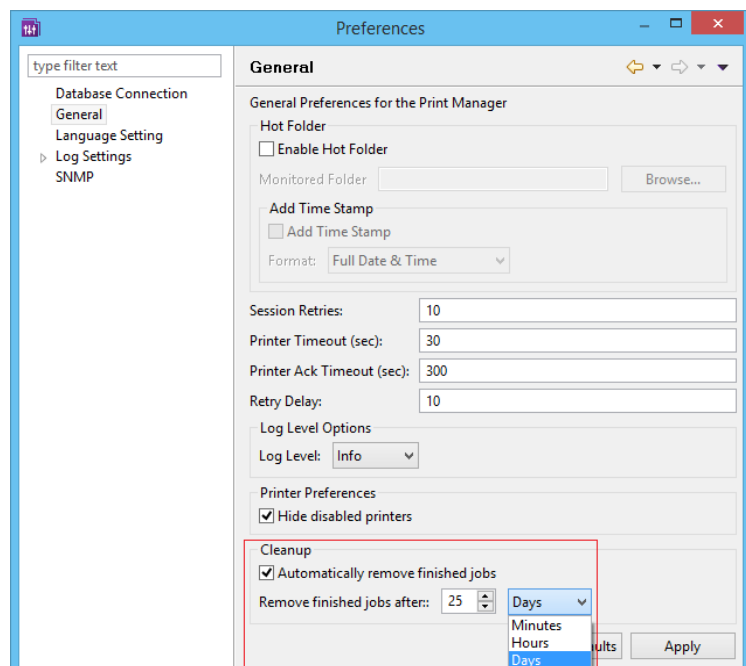 Preferences
type filter text
Database Connection
General
Language Setting
Log Settings
SNMP
General
General Preferences for the Print Manager
Hot Folder
Enable Hot Folder
Monitored Folder
Browse...
Add Time Stamp
Add Time Stamp
Format: Full Date & Time
Session Retries: 10
Printer Timeout (sec): 30
Printer Ack Timeout (sec): 300
Retry Delay: 10
Log Level Options
Log Level: Info
Printer Preferences
Hide disabled printers
Cleanup
Automatically remove finished jobs
Remove finished jobs after:: 25 Days
Minutes
Hours
Days
Apply